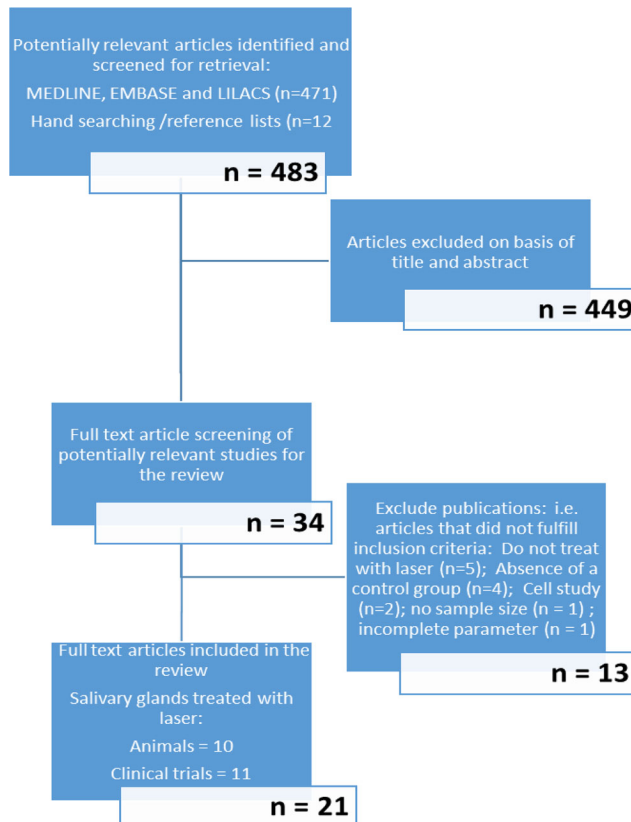 Potentially relevant articles identified and
screened for retrieval:
MEDLINE, EMBASE and LILACS (n=471)
Hand searching /reference lists (n=12
n = 483
Articles excluded on basis of
title and abstract
n = 449
Full text article screening of
potentially relevant studies for
the review
n = 34
Exclude publications: i.e.
articles that did not fulfill
inclusion criteria: Do not treat
with laser (n=5); Absence of a
control group (n=4); Cell study
(n=2); no sample size (n = 1) ;
incomplete parameter (n = 1)
n = 13
Full text articles included in the
review
Salivary glands treated with
laser:
Animals = 10
Clinical trials = 11
n = 21